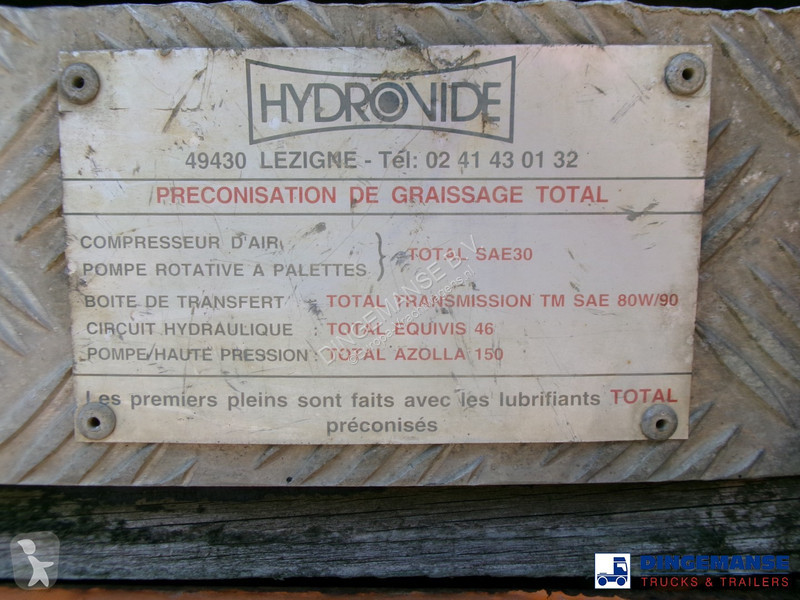 HYDROVIDE
49430 LEZIGNE - Tél: 02 41 43 01 32
PRECONISATION DE GRAISSAGE TOTAL
COMPRESSEUR D'AIR
POMPE ROTATIVE A PALETTES } TOTAL SAE30
BOITE DE TRANSFERT : TOTAL TRANSMISSION TM SAE 80W/90
CIRCUIT HYDRAULIQUE : TOTAL EQUIVIS 46
POMPE/HAUTE PRESSION : TOTAL AZOLLA 150
Les premiers pleins sont faits avec les lubrifiants TOTAL
préconisés
DINGEMANSE B.V.
DINGEMANSE
TRUCKS & TRAILERS